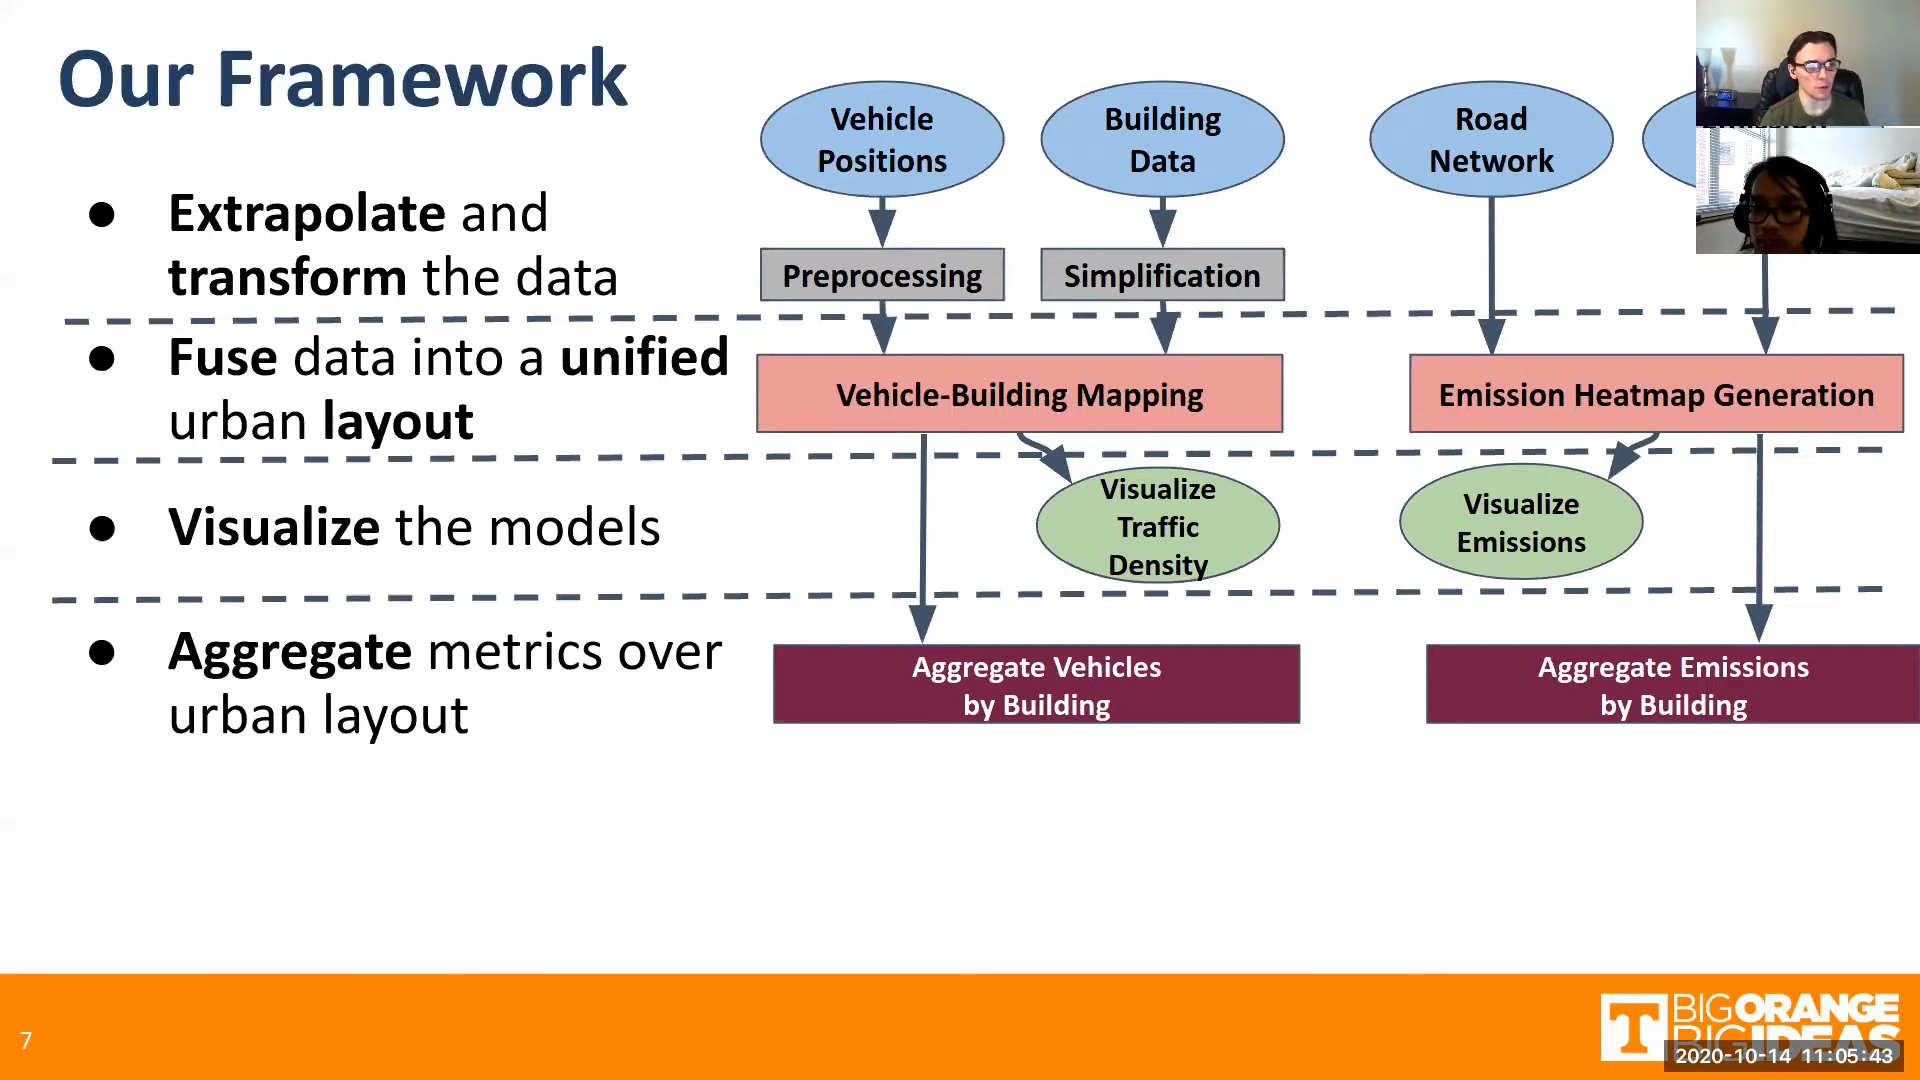 Our Framework
● Extrapolate and
transform the data
● Fuse data into a unified
urban layout
● Visualize the models
● Aggregate metrics over
urban layout
Vehicle
Positions
Building
Data
Road
Network
Preprocessing
Simplification
Vehicle-Building Mapping
Emission Heatmap Generation
Visualize
Traffic
Density
Visualize
Emissions
Aggregate Vehicles
by Building
Aggregate Emissions
by Building
7
T
BIG ORANGE
BIG IDEAS
2020-10-14 11:05:43